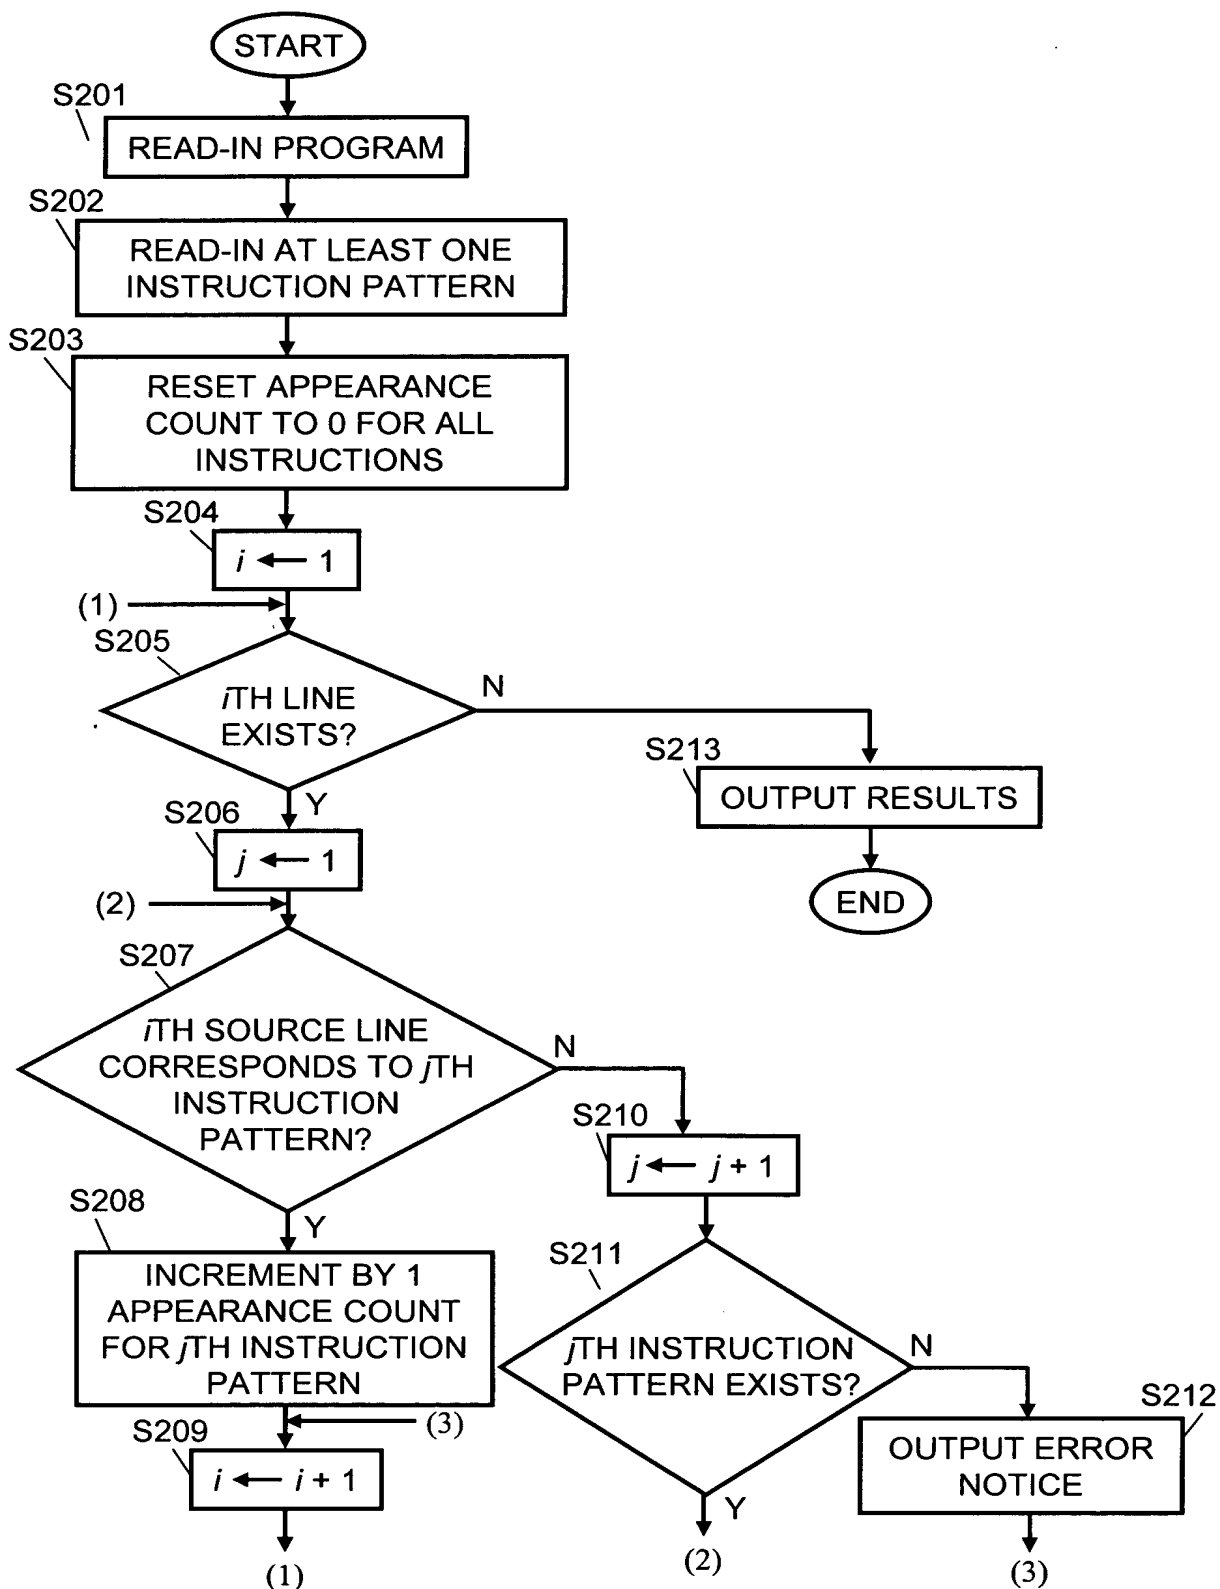 START
S201
READ-IN PROGRAM
S202
READ-IN AT LEAST ONE
INSTRUCTION PATTERN
S203
RESET APPEARANCE
COUNT TO 0 FOR ALL
INSTRUCTIONS
S204
i ← 1
(1)
S205
iTH LINE
EXISTS?
N
Y
S213
OUTPUT RESULTS
END
S206
j ← 1
(2)
S207
iTH SOURCE LINE
CORRESPONDS TO jTH
INSTRUCTION
PATTERN?
N
Y
S210
j ← j + 1
S208
INCREMENT BY 1
APPEARANCE COUNT
FOR jTH INSTRUCTION
PATTERN
S211
jTH INSTRUCTION
PATTERN EXISTS?
N
Y
(3)
S209
i ← i + 1
(1)
(2)
S212
OUTPUT ERROR
NOTICE
(3)